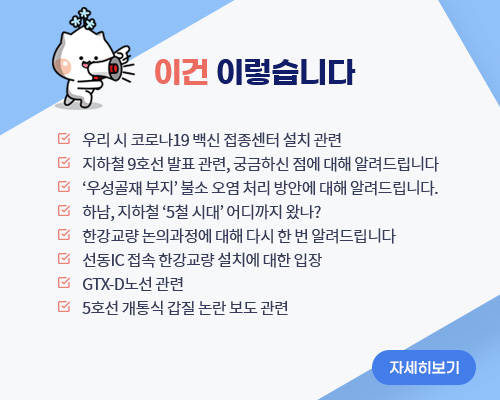 이건 이렇습니다
우리 시 코로나19 백신 접종센터 설치 관련
지하철 9호선 발표 관련, 궁금하신 점에 대해 알려드립니다
‘우성골재 부지’ 불소 오염 처리 방안에 대해 알려드립니다.
하남, 지하철 ‘5철 시대’ 어디까지 왔나?
한강교량 논의과정에 대해 다시 한 번 알려드립니다
선동IC 접속 한강교량 설치에 대한 입장
GTX-D노선 관련
5호선 개통식 갑질 논란 보도 관련
자세히보기